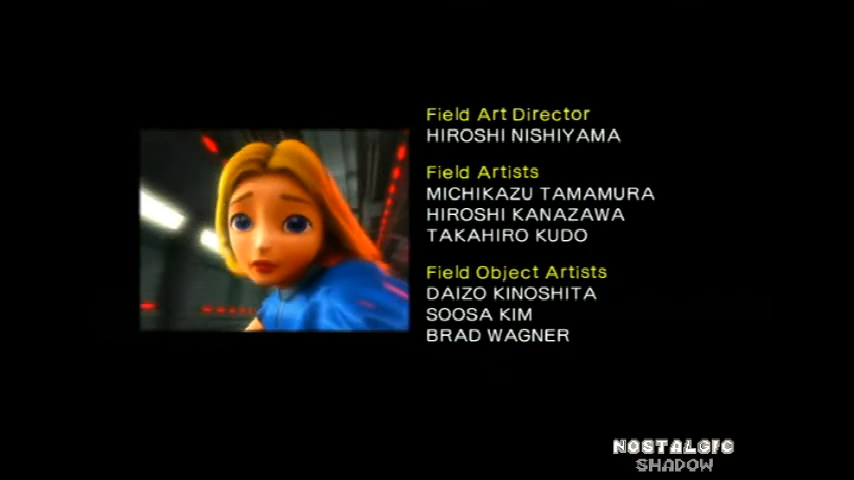 Field Art Director
HIROSHI NISHIYAMA
Field Artists
MICHIKAZU TAMAMURA
HIROSHI KANAZAWA
TAKAHIRO KUDO
Field Object Artists
DAIZO KINOSHITA
SOOSA KIM
BRAD WAGNER
NOSTALGIC
SHADOW